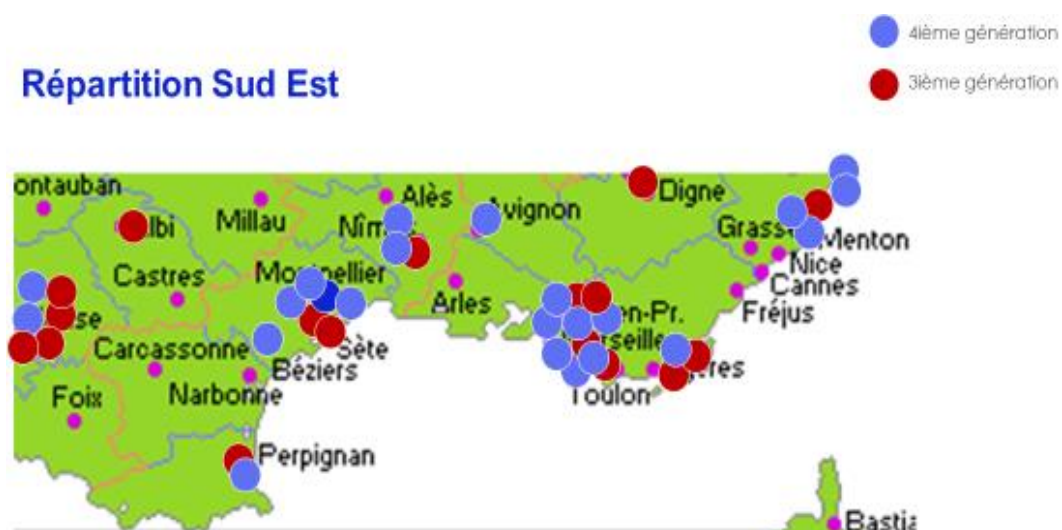 4ième génération
Répartition Sud Est
3ième génération
ontauban
Alès
Digne
Millau
Avignon
Menton
Castres
Montpellier
Nice
Cannes
Arles
Fréjus
Carcassonne
Sète
Béziers
Foix
Narbonne
Toulon
Perpignan
Bastia